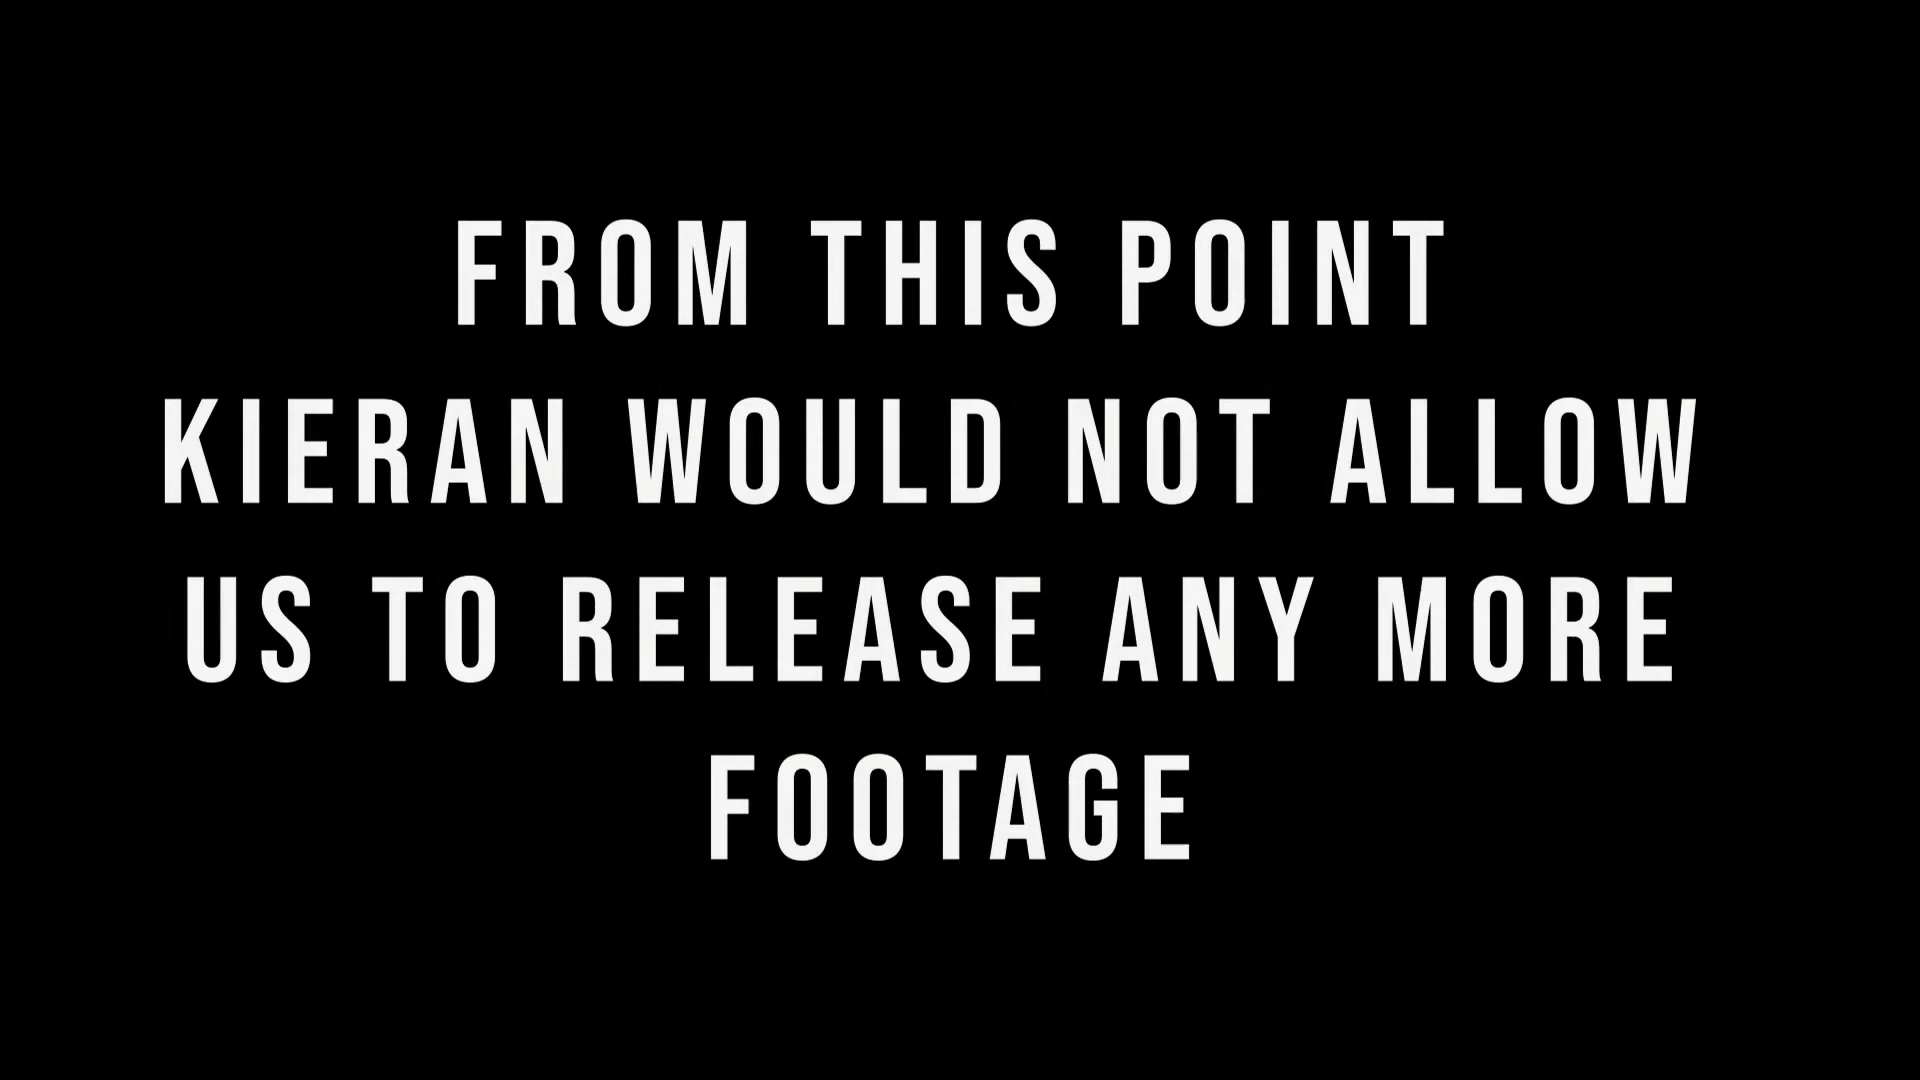 FROM THIS POINT
KIERAN WOULD NOT ALLOW
US TO RELEASE ANY MORE
FOOTAGE